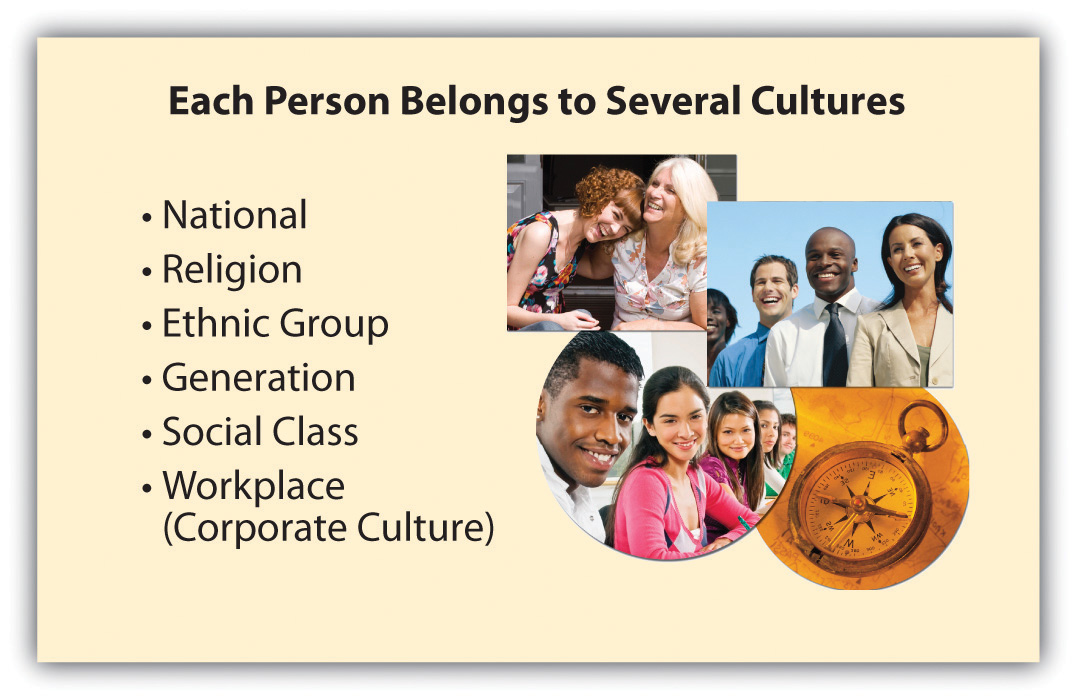 Each Person Belongs to Several Cultures
• National
• Religion
• Ethnic Group
• Generation
• Social Class
• Workplace
(Corporate Culture)